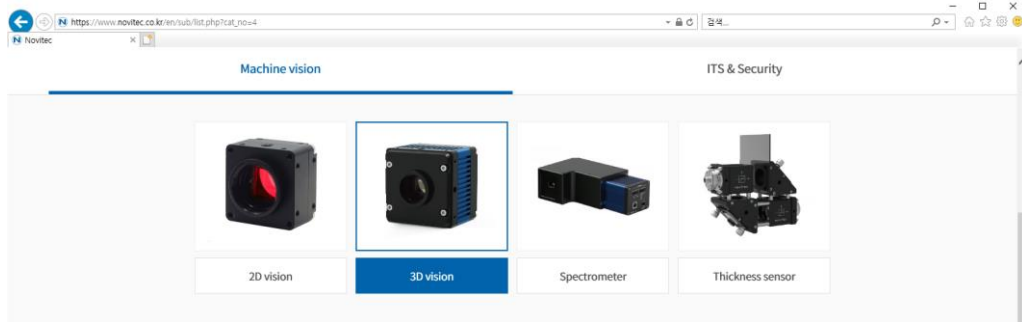 https://www.novitec.co.kr/en/sub/list.php?cat_no=4
검색...
Novitec
Machine vision
ITS & Security
2D vision
3D vision
Spectrometer
Thickness sensor